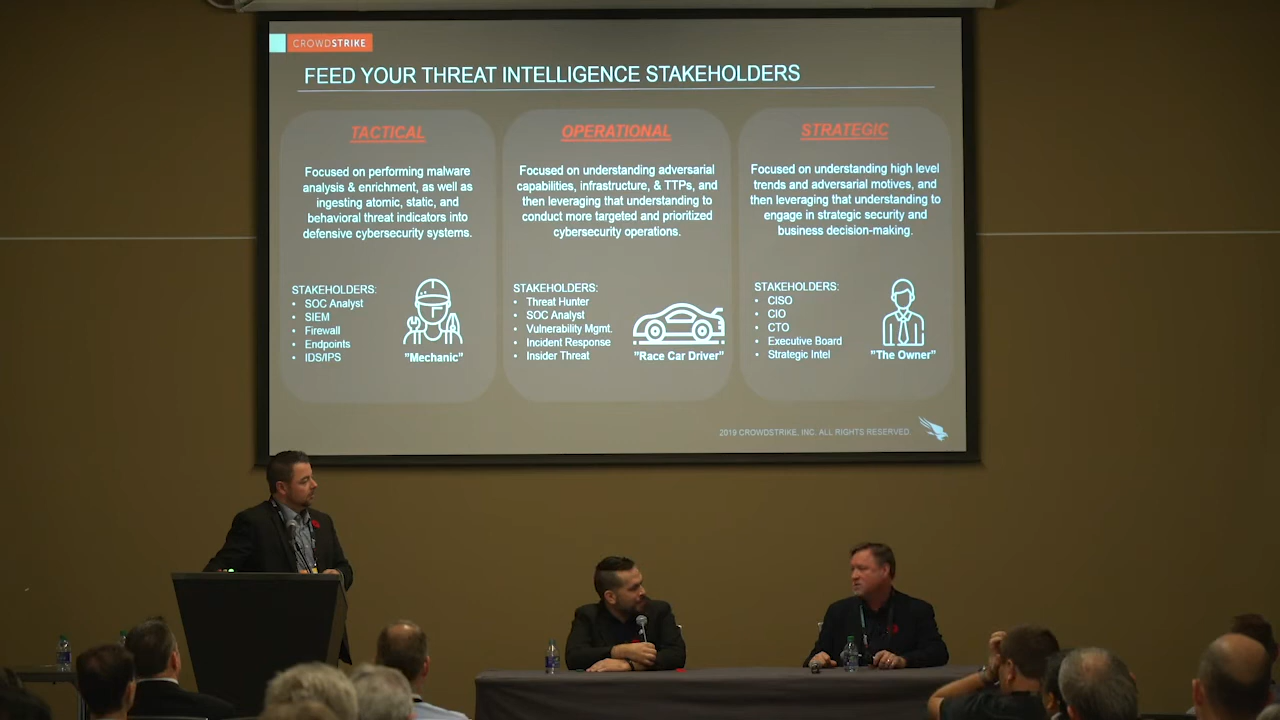 CROWDSTRIKE
FEED YOUR THREAT INTELLIGENCE STAKEHOLDERS
TACTICAL
Focused on performing malware
analysis & enrichment, as well as
ingesting atomic, static, and
behavioral threat indicators into
defensive cybersecurity systems.
STAKEHOLDERS:
• SOC Analyst
• SIEM
• Firewall
• Endpoints
• IDS/IPS
"Mechanic"
OPERATIONAL
Focused on understanding adversarial
capabilities, infrastructure, & TTPs, and
then leveraging that understanding to
conduct more targeted and prioritized
cybersecurity operations.
STAKEHOLDERS:
• Threat Hunter
• SOC Analyst
• Vulnerability Mgmt.
• Incident Response
• Insider Threat
"Race Car Driver"
STRATEGIC
Focused on understanding high level
trends and adversarial motives, and
then leveraging that understanding to
engage in strategic security and
business decision-making.
STAKEHOLDERS:
• CISO
• CIO
• CTO
• Executive Board
• Strategic Intel
"The Owner"
2019 CROWDSTRIKE, INC. ALL RIGHTS RESERVED.